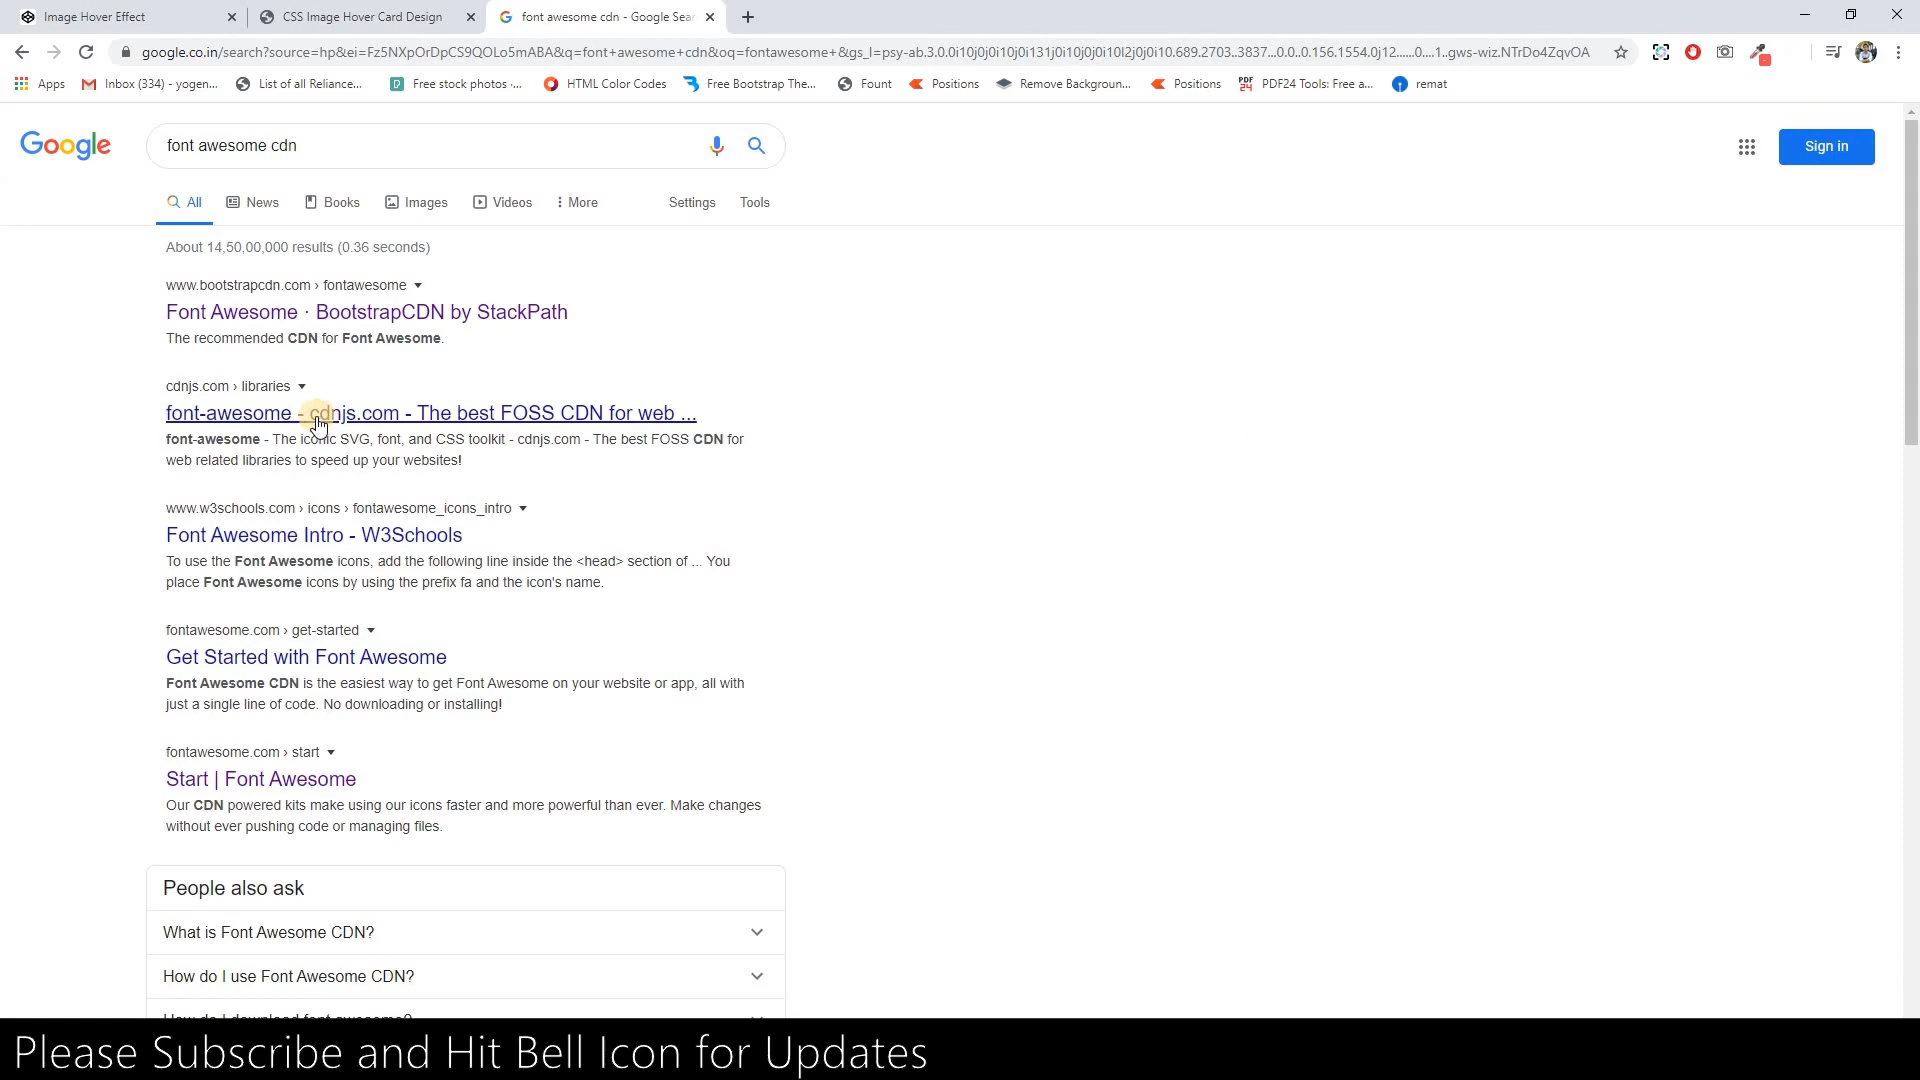 Image Hover Effect
CSS Image Hover Card Design
font awesome cdn - Google Sear
google.co.in/search?source=hp&ei=Fz5NXpOrDpCS9QOLo5mABA&q=font+awesome+cdn&oq=fontawesome+&gs_l=psy-ab.3.0.0i10j0j0i10j0i131j0i10j0j0i10l2j0j0i10.689.2703..3837...0.0..0.156.1554.0j12......0....1..gws-wiz.NTrDo4ZqvOA
Apps
Inbox (334) - yogen...
List of all Reliance...
Free stock photos ·...
HTML Color Codes
Free Bootstrap The...
Fount
Positions
Remove Backgroun...
Positions
PDF24 Tools: Free a...
remat
Google
font awesome cdn
Sign in
All
News
Books
Images
Videos
More
Settings
Tools
About 14,50,00,000 results (0.36 seconds)
www.bootstrapcdn.com › fontawesome
Font Awesome · BootstrapCDN by StackPath
The recommended CDN for Font Awesome.
cdnjs.com › libraries
font-awesome - cdnjs.com - The best FOSS CDN for web ...
font-awesome - The iconic SVG, font, and CSS toolkit - cdnjs.com - The best FOSS CDN for
web related libraries to speed up your websites!
www.w3schools.com › icons › fontawesome_icons_intro
Font Awesome Intro - W3Schools
To use the Font Awesome icons, add the following line inside the <head> section of ... You
place Font Awesome icons by using the prefix fa and the icon's name.
fontawesome.com › get-started
Get Started with Font Awesome
Font Awesome CDN is the easiest way to get Font Awesome on your website or app, all with
just a single line of code. No downloading or installing!
fontawesome.com › start
Start | Font Awesome
Our CDN powered kits make using our icons faster and more powerful than ever. Make changes
without ever pushing code or managing files.
People also ask
What is Font Awesome CDN?
How do I use Font Awesome CDN?
How do I download font awesome?
Please Subscribe and Hit Bell Icon for Updates